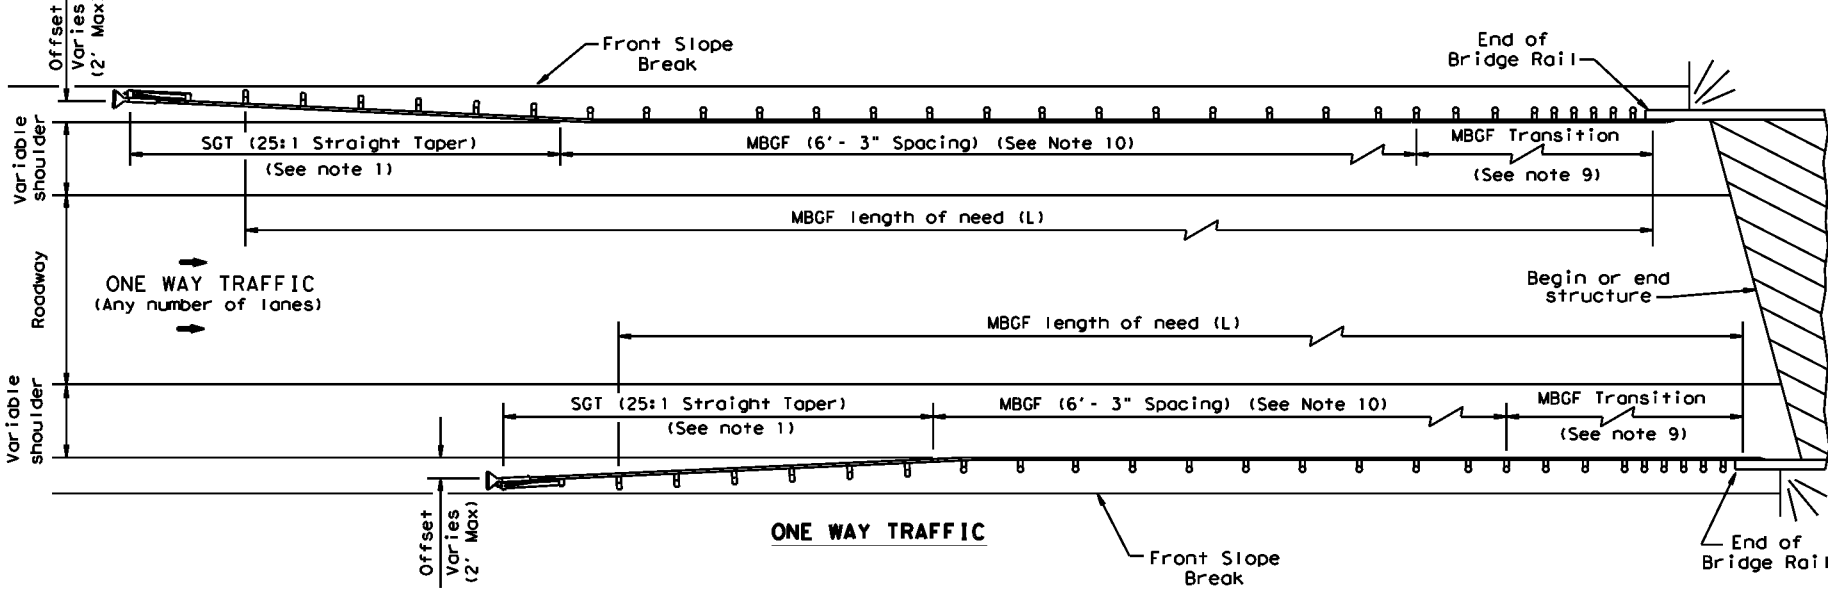 Offset
Varies
(2' Max)
Front Slope
Break
End of
Bridge Rail
Variable
shoulder
SGT (25:1 Straight Taper)
(See note 1)
MBGF (6'- 3" Spacing) (See Note 10)
MBGF Transition
(See note 9)
MBGF length of need (L)
Roadway
ONE WAY TRAFFIC
(Any number of lanes)
Begin or end
structure
MBGF length of need (L)
Variable
shoulder
SGT (25:1 Straight Taper)
(See note 1)
MBGF (6'- 3" Spacing) (See Note 10)
MBGF Transition
(See note 9)
Offset
Varies
(2' Max)
ONE WAY TRAFFIC
Front Slope
Break
End of
Bridge Rail